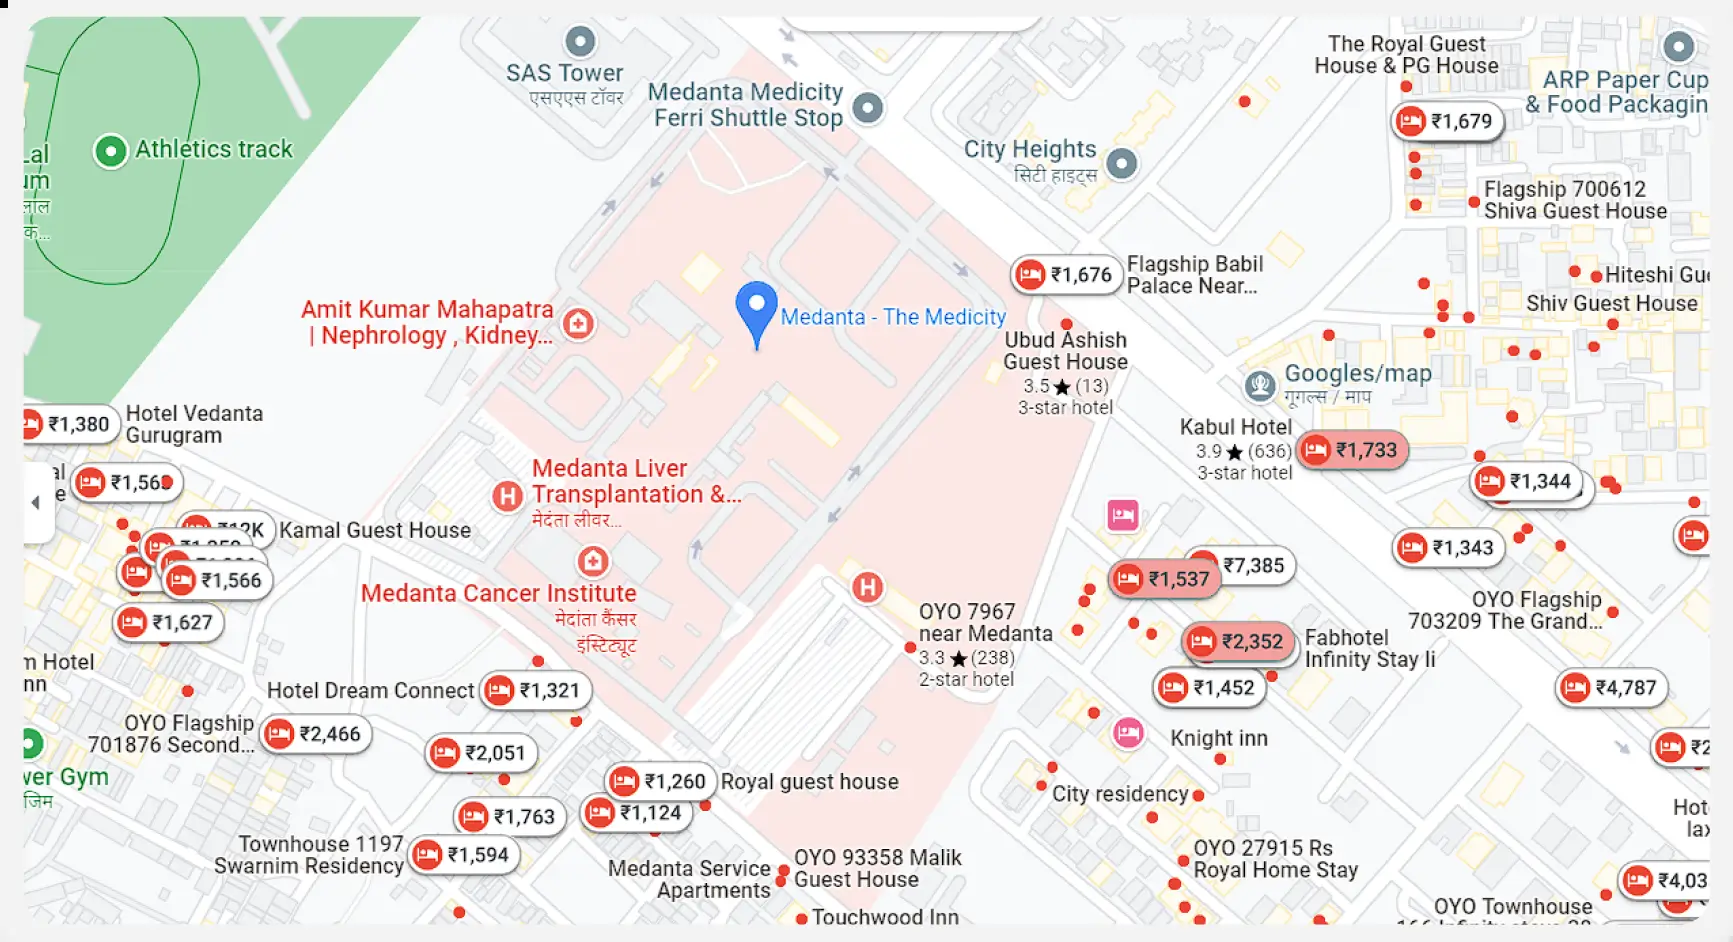 SAS Tower
एसएएस टॉवर
Medanta Medicity
Ferri Shuttle Stop
The Royal Guest
House & PG House
ARP Paper Cup
& Food Packagin
₹1,679
Athletics track
Lal
um
लाल
क...
City Heights
सिटी हाइट्स
Flagship 700612
Shiva Guest House
₹1,676
Flagship Babil
Palace Near...
Hiteshi Gu
Shiv Guest House
Amit Kumar Mahapatra
| Nephrology , Kidney...
Medanta - The Medicity
Ubud Ashish
Guest House
3.5★(13)
3-star hotel
Googles/map
गूगल्स / माप
₹1,380
Hotel Vedanta
Gurugram
Kabul Hotel
3.9★(636)
3-star hotel
₹1,733
al
e
₹1,56
Medanta Liver
Transplantation &...
मेदंता लीवर...
₹1,344
₹12K
Kamal Guest House
₹1,343
₹1,566
Medanta Cancer Institute
मेदांता कैंसर
इंस्टिट्यूट
₹1,537
₹7,385
₹1,627
OYO 7967
near Medanta
3.3★(238)
2-star hotel
OYO Flagship
703209 The Grand...
₹2,352
Fabhotel
Infinity Stay Ii
m Hotel
nn
Hotel Dream Connect
₹1,321
₹1,452
₹4,787
OYO Flagship
701876 Second...
₹2,466
₹2,051
Knight inn
₹2
wer Gym
जिम
₹1,260
Royal guest house
City residency
₹1,763
₹1,124
Hot
lax
Townhouse 1197
Swarnim Residency
₹1,594
Medanta Service
Apartments
OYO 93358 Malik
Guest House
OYO 27915 Rs
Royal Home Stay
₹4,03
Touchwood Inn
OYO Townhouse